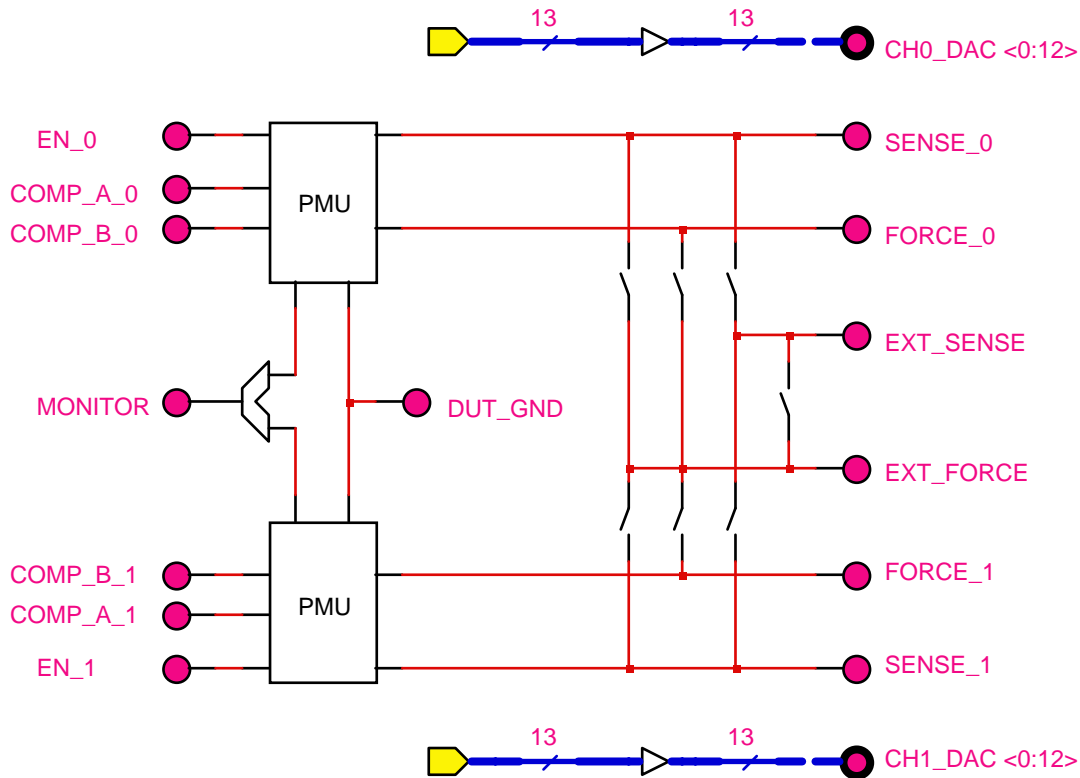 13 13
CH0_DAC <0:12>
EN_0
SENSE_0
COMP_A_0
PMU
COMP_B_0
FORCE_0
EXT_SENSE
MONITOR
DUT_GND
EXT_FORCE
COMP_B_1
FORCE_1
COMP_A_1
PMU
EN_1
SENSE_1
13 13
CH1_DAC <0:12>